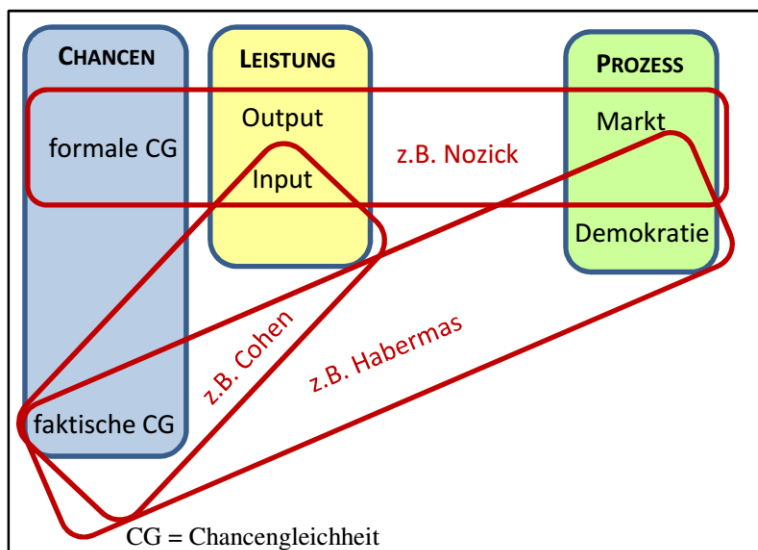 CHANCEN
formale CG
faktische CG
LEISTUNG
Output
Input
PROZESS
Markt
Demokratie
z.B. Nozick
z.B. Cohen
z.B. Habermas
CG = Chancengleichheit